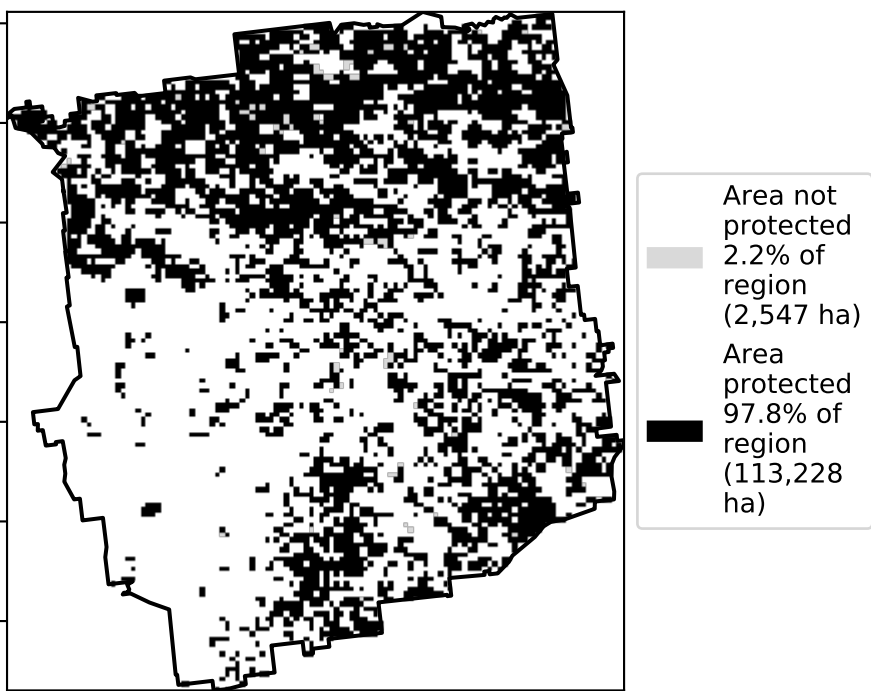 Area not
protected
2.2% of
region
(2,547 ha)
Area
protected
97.8% of
region
(113,228
ha)